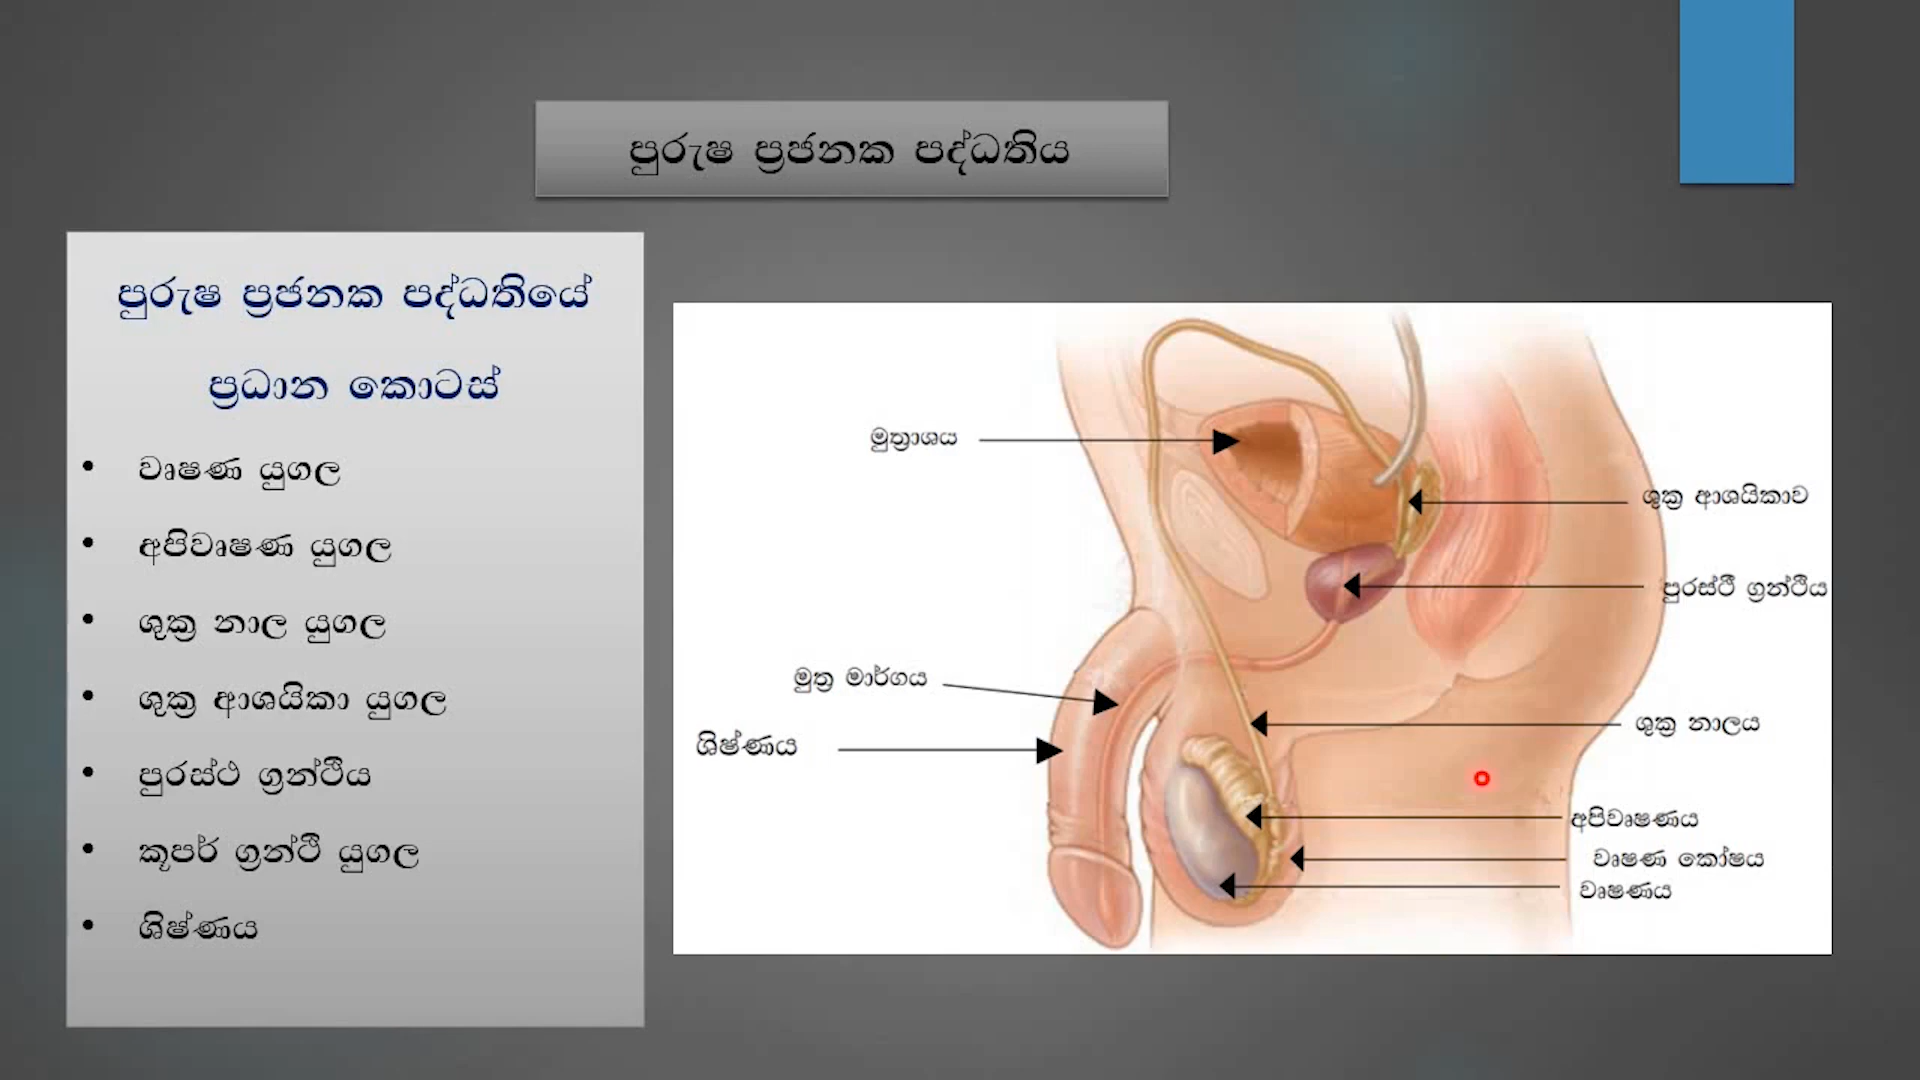 පුරුෂ ප්‍රජනක පද්ධතිය
පුරුෂ ප්‍රජනක පද්ධතියේ
ප්‍රධාන කොටස්
• වෘෂණ යුගල
• අපිවෘෂණ යුගල
• ශුක්‍ර නාල යුගල
• ශුක්‍ර ආශයිකා යුගල
• පුරස්ථ ග්‍රන්ථිය
• කූපර් ග්‍රන්ථි යුගල
• ශිෂ්ණය
මුත්‍රාශය
ශුක්‍ර ආශයිකාව
පුරස්ථි ග්‍රන්ථිය
මුත්‍ර මාර්ගය
ශුක්‍ර නාලය
ශිෂ්ණය
අපිවෘෂණය
වෘෂණ කෝෂය
වෘෂණය